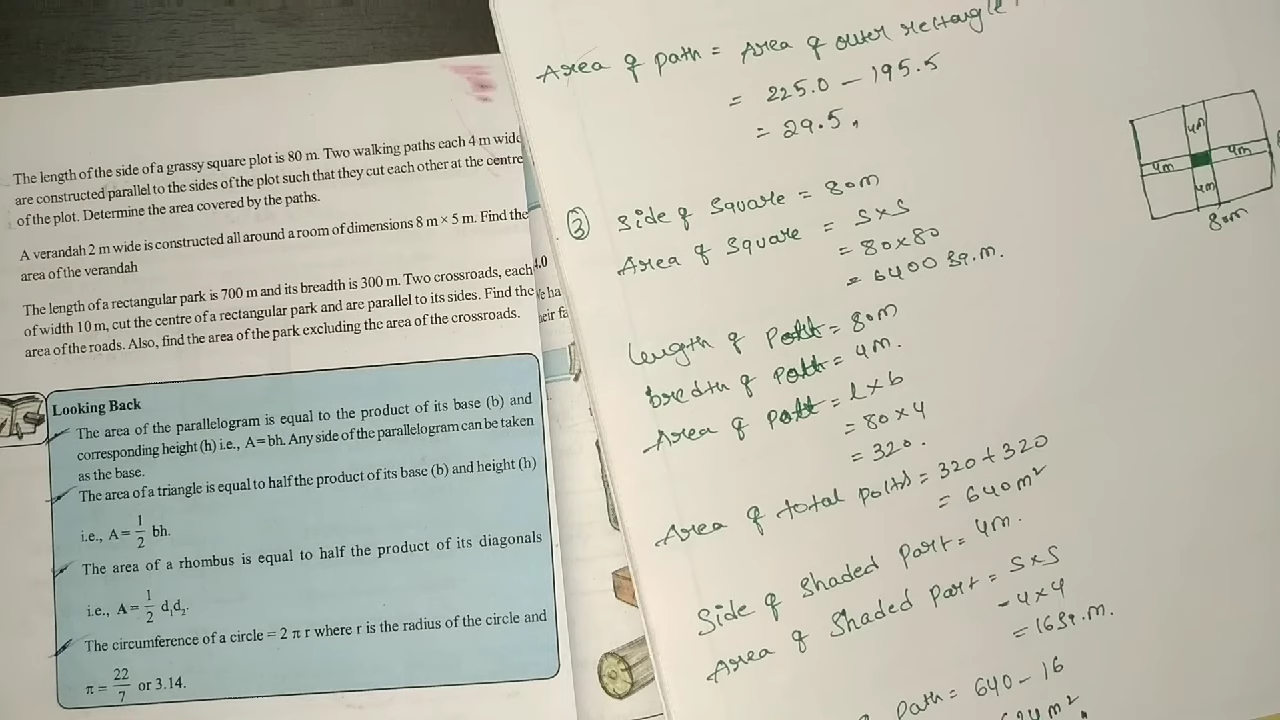 The length of the side of a grassy square plot is 80 m. Two walking paths each 4 m wide
are constructed parallel to the sides of the plot such that they cut each other at the centre
of the plot. Determine the area covered by the paths.
A verandah 2 m wide is constructed all around a room of dimensions 8 m × 5 m. Find the
area of the verandah
The length of a rectangular park is 700 m and its breadth is 300 m. Two crossroads, each
of width 10 m, cut the centre of a rectangular park and are parallel to its sides. Find the
area of the roads. Also, find the area of the park excluding the area of the crossroads.
Looking Back
The area of the parallelogram is equal to the product of its base (b) and
corresponding height (h) i.e., A = bh. Any side of the parallelogram can be taken
as the base.
The area of a triangle is equal to half the product of its base (b) and height (h)
i.e., A = 1/2 bh.
The area of a rhombus is equal to half the product of its diagonals
i.e., A = 1/2 d₁d₂.
The circumference of a circle = 2 π r where r is the radius of the circle and
π = 22/7 or 3.14.
Area of path = Area of outer rectangle
= 225.0 - 195.5
= 29.5
③ Side of Square = 80m
Area of Square = S×S
= 80×80
= 6400 sq.m.
length of path = 80m
breadth of path = 4m.
Area of path = l×b
= 80×4
= 320.
Area of total = 320+320
= 640m²
Side of shaded part = 4m.
Area of shaded part = S×S
= 4×4
= 16 sq.m.
path = 640-16
4m
4m
4m
4m
80m